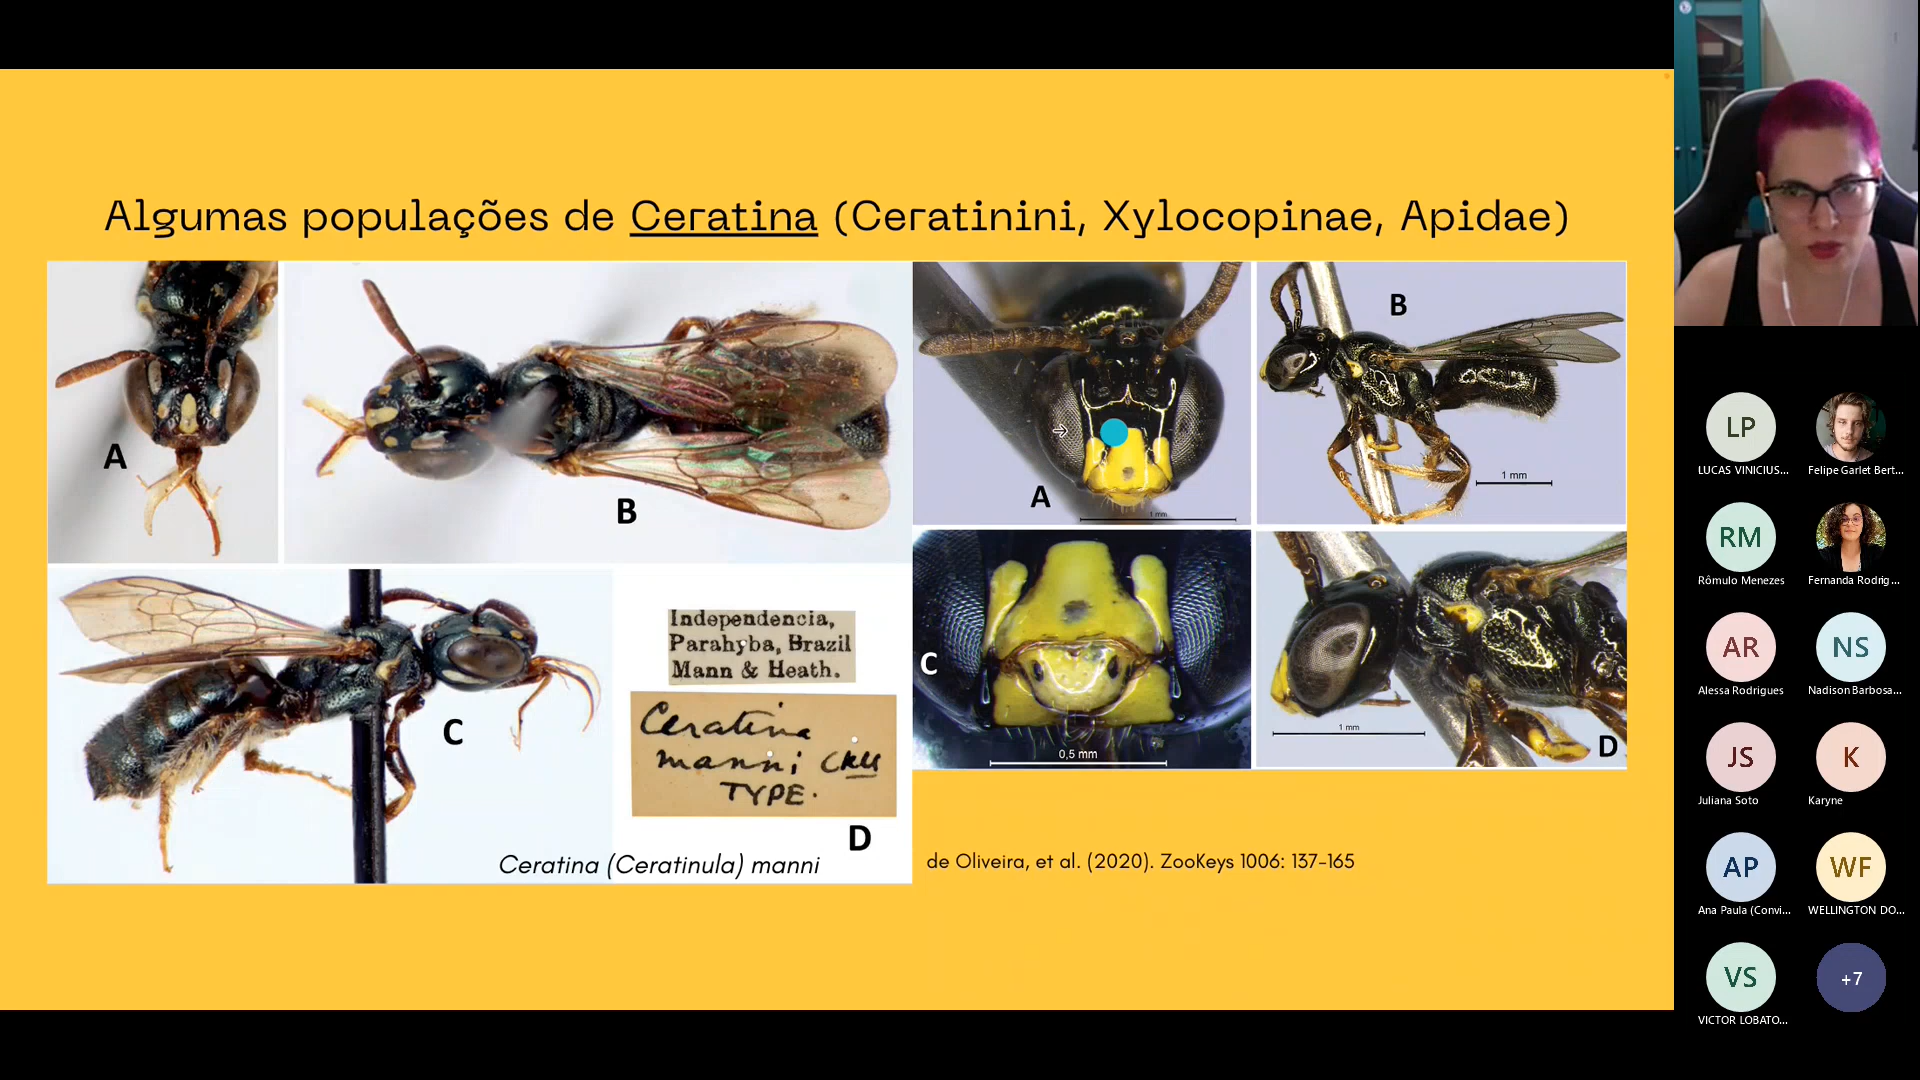 Algumas populações de Ceratina (Ceratinini, Xylocopinae, Apidae)
A
B
C
Independencia,
Parahyba, Brazil
Mann & Heath.
Ceratina
manni Ckll
TYPE.
D
Ceratina (Ceratinula) manni
A
1 mm
B
1 mm
C
0,5 mm
1 mm
D
de Oliveira, et al. (2020). ZooKeys 1006: 137-165
LP
LUCAS VINICIUS...
Felipe Garlet Bert...
RM
Rômulo Menezes
Fernanda Rodrig...
AR
Alessa Rodrigues
NS
Nadison Barbosa...
JS
Juliana Soto
K
Karyne
AP
Ana Paula (Convi...
WF
WELLINGTON DO...
VS
VICTOR LOBATO...
+7